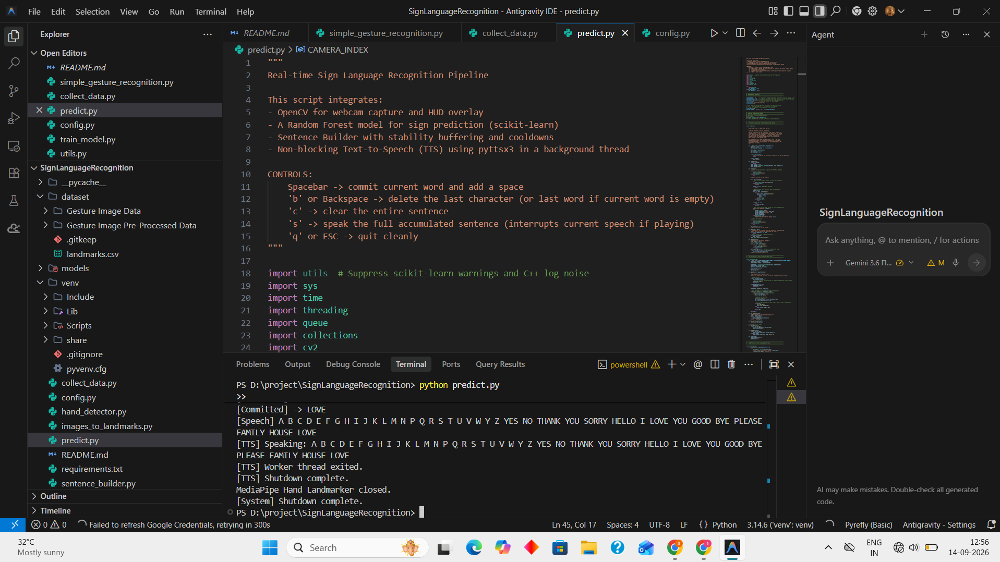 File Edit Selection View Go Run Terminal Help
SignLanguageRecognition - Antigravity IDE - predict.py
Explorer
Open Editors
README.md
simple_gesture_recognition.py
collect_data.py
predict.py
config.py
train_model.py
utils.py
SignLanguageRecognition
__pycache__
dataset
Gesture Image Data
Gesture Image Pre-Processed Data
.gitkeep
landmarks.csv
models
venv
Include
Lib
Scripts
share
.gitignore
pyvenv.cfg
collect_data.py
config.py
hand_detector.py
images_to_landmarks.py
predict.py
README.md
requirements.txt
sentence_builder.py
Outline
Timeline
README.md simple_gesture_recognition.py collect_data.py predict.py config.py
predict.py > CAMERA_INDEX
1 """
2 Real-time Sign Language Recognition Pipeline
3
4 This script integrates:
5 - OpenCV for webcam capture and HUD overlay
6 - A Random Forest model for sign prediction (scikit-learn)
7 - Sentence Builder with stability buffering and cooldowns
8 - Non-blocking Text-to-Speech (TTS) using pyttsx3 in a background thread
9
10 CONTROLS:
11 Spacebar -> commit current word and add a space
12 'b' or Backspace -> delete the last character (or last word if current word is empty)
13 'c' -> clear the entire sentence
14 's' -> speak the full accumulated sentence (interrupts current speech if playing)
15 'q' or ESC -> quit cleanly
16 """
17
18 import utils # Suppress scikit-learn warnings and C++ log noise
19 import sys
20 import time
21 import threading
22 import queue
23 import collections
24 import cv2
Problems Output Debug Console Terminal Ports Query Results
powershell
PS D:\project\SignLanguageRecognition> python predict.py
>>
[Committed] -> LOVE
[Speech] A B C D E F G H I J K L M N P Q R S T U V W Y Z YES NO THANK YOU SORRY HELLO I LOVE YOU GOOD BYE PLEASE
FAMILY HOUSE LOVE
[TTS] Speaking: A B C D E F G H I J K L M N P Q R S T U V W Y Z YES NO THANK YOU SORRY HELLO I LOVE YOU GOOD BYE
PLEASE FAMILY HOUSE LOVE
[TTS] Worker thread exited.
[TTS] Shutdown complete.
MediaPipe Hand Landmarker closed.
[System] Shutdown complete.
PS D:\project\SignLanguageRecognition>
Agent
SignLanguageRecognition
Ask anything, @ to mention, / for actions
Gemini 3.6 Fl... M
AI may make mistakes. Double-check all generated
code.
0 0 Failed to refresh Google Credentials, retrying in 300s
Ln 45, Col 17 Spaces: 4 UTF-8 LF {} Python 3.14.6 ('venv': venv) Pyrefly (Basic) Antigravity - Settings
32°C
Mostly sunny
Search
ENG
IN
12:56
14-09-2026